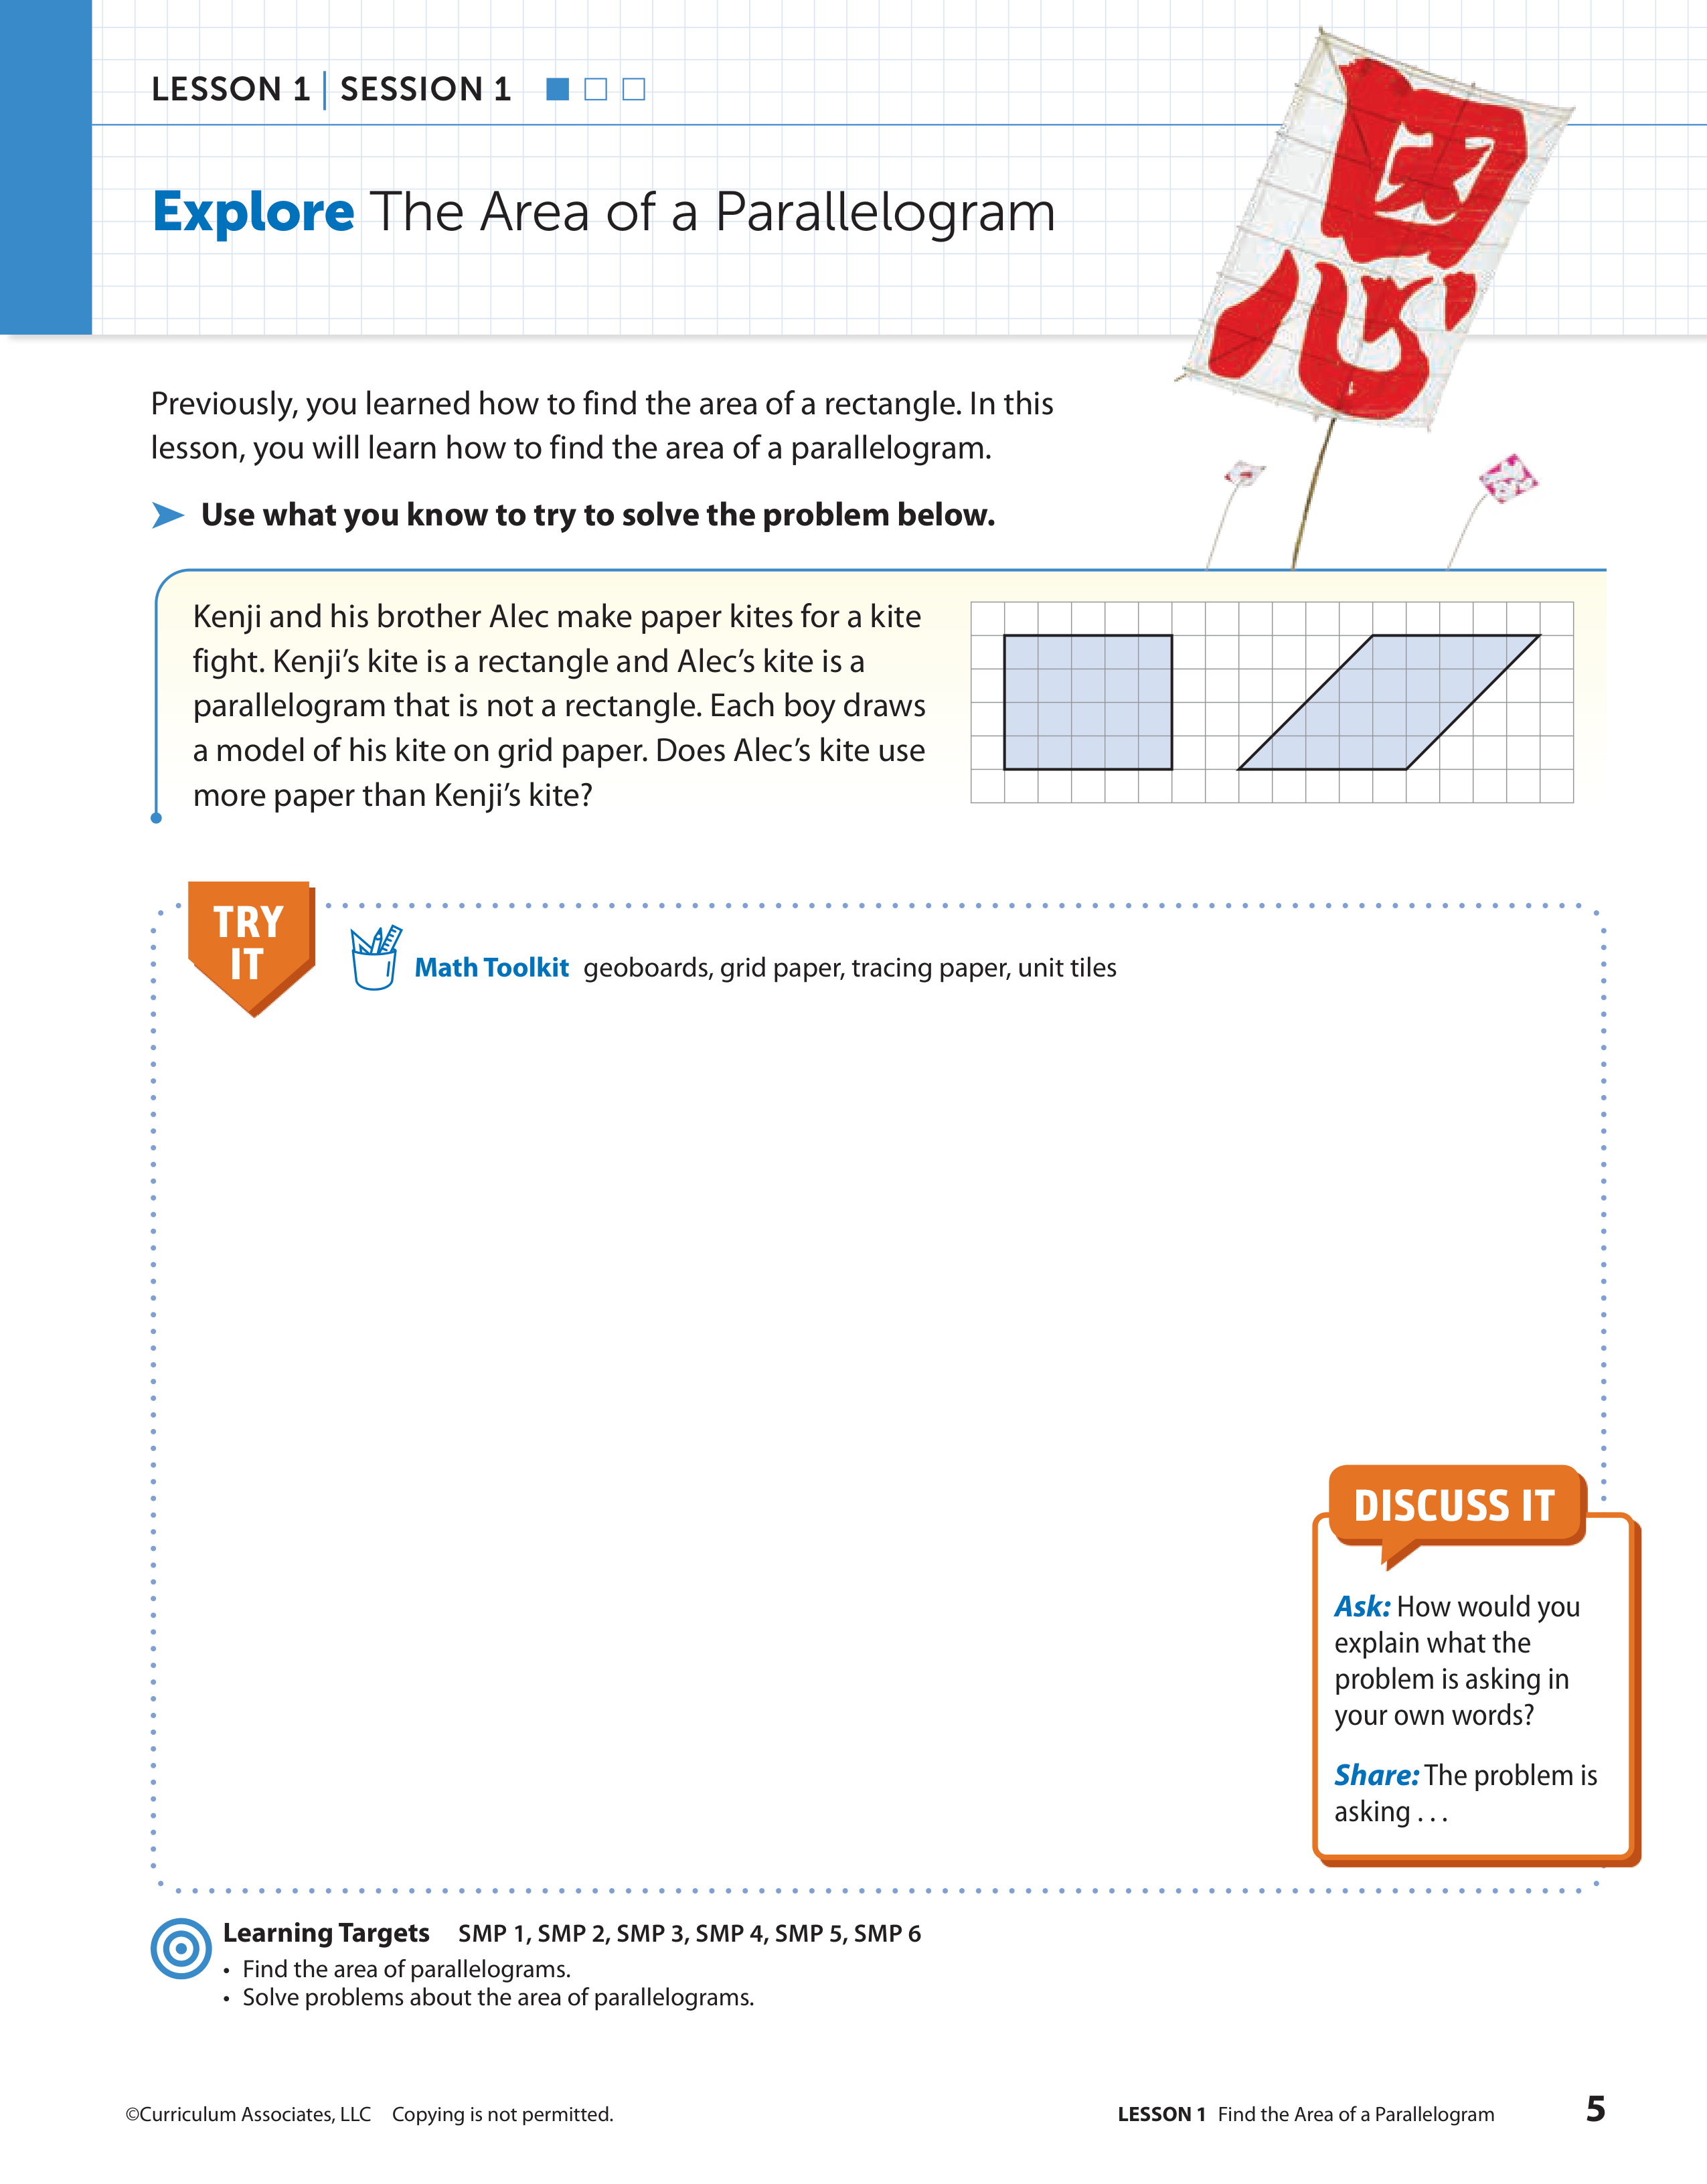 LESSON 1 | SESSION 1
Explore The Area of a Parallelogram
思
Previously, you learned how to find the area of a rectangle. In this
lesson, you will learn how to find the area of a parallelogram.
Use what you know to try to solve the problem below.
Kenji and his brother Alec make paper kites for a kite
fight. Kenji’s kite is a rectangle and Alec’s kite is a
parallelogram that is not a rectangle. Each boy draws
a model of his kite on grid paper. Does Alec’s kite use
more paper than Kenji’s kite?
TRY
IT
Math Toolkit geoboards, grid paper, tracing paper, unit tiles
DISCUSS IT
Ask: How would you
explain what the
problem is asking in
your own words?
Share: The problem is
asking . . .
Learning Targets SMP 1, SMP 2, SMP 3, SMP 4, SMP 5, SMP 6
• Find the area of parallelograms.
• Solve problems about the area of parallelograms.
©Curriculum Associates, LLC Copying is not permitted.
LESSON 1 Find the Area of a Parallelogram
5